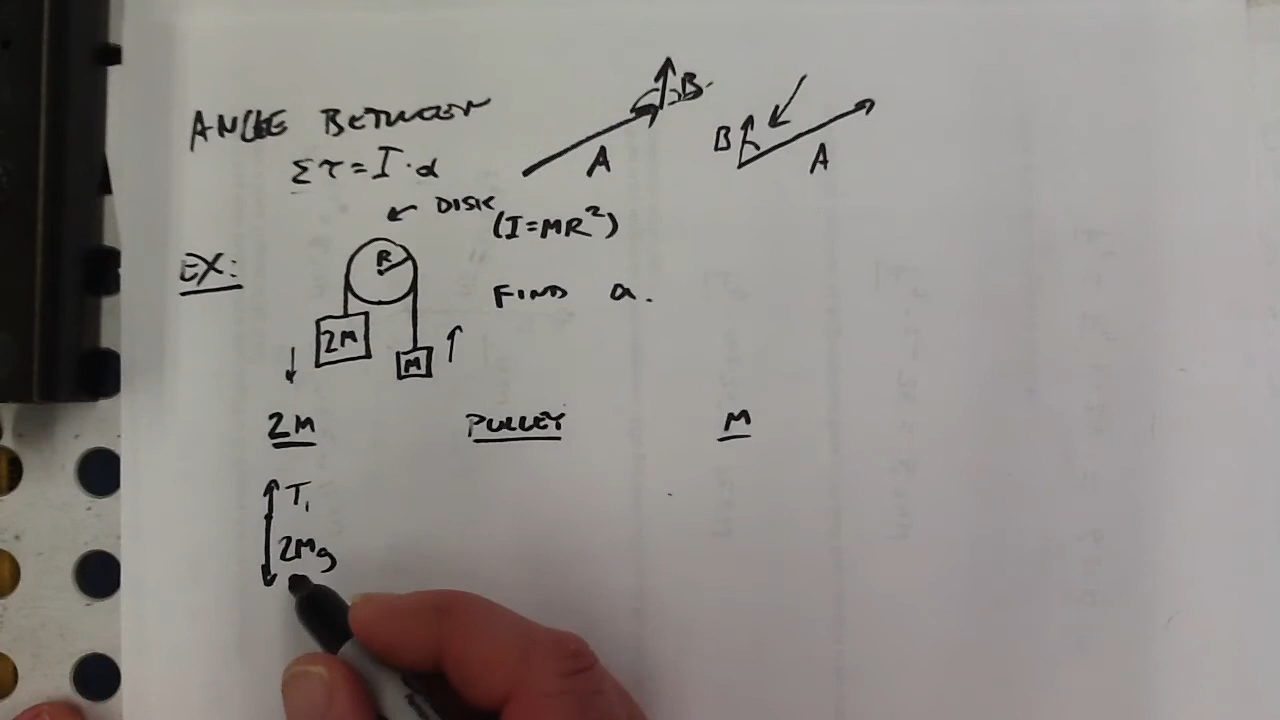 ANGLE BETWEEN
B
A
B
A
Στ=I·α
DISK
(I=MR²)
EX:
R
FIND a.
2M
M
2M PULLEY M
T₁
2Mg